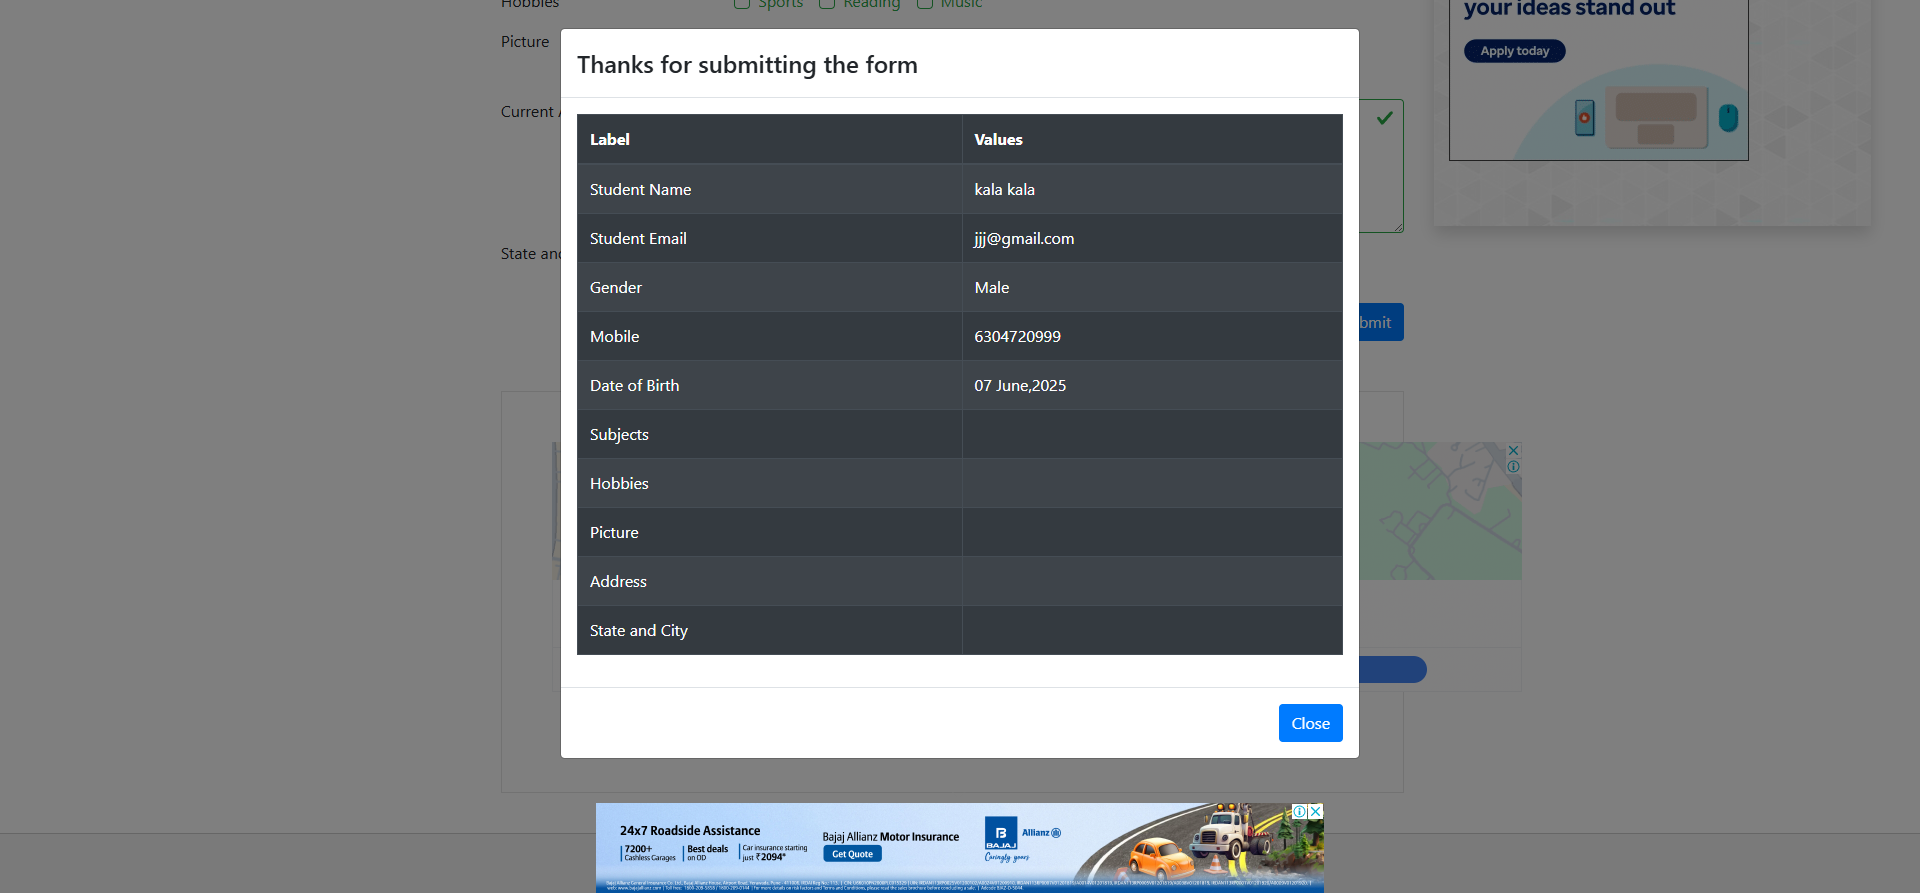 Hobbies Sports Reading Music
your ideas stand out
Picture
Apply today
Thanks for submitting the form
Current A
Label Values
Student Name kala kala
Student Email jjj@gmail.com
State and
Gender Male
Mobile 6304720999
bmit
Date of Birth 07 June,2025
Subjects
Hobbies
Picture
Address
State and City
Close
24x7 Roadside Assistance
7200+
Cashless Garages
Best deals
on OD
Car insurance starting
just ₹2094*
Bajaj Allianz Motor Insurance
Get Quote
B
BAJAJ
Allianz
Caringly yours